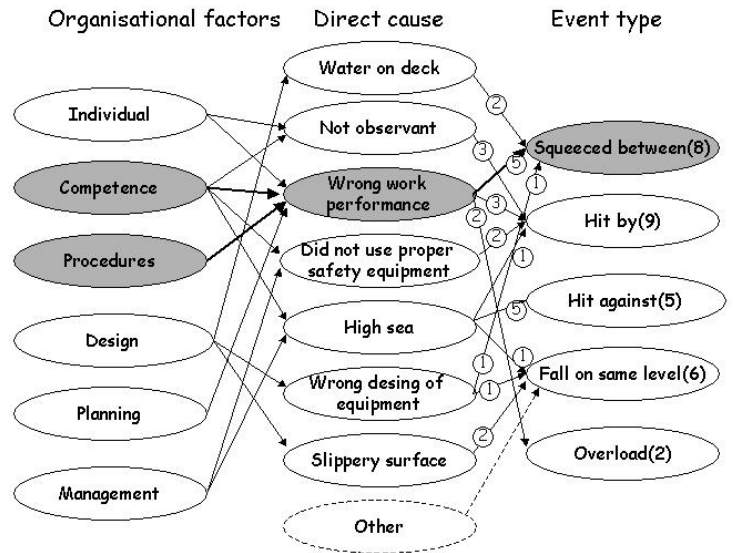 Organisational factors
Direct cause
Event type
Individual
Competence
Procedures
Design
Planning
Management
Water on deck
Not observant
Wrong work
performance
Did not use proper
safety equipment
High sea
Wrong desing of
equipment
Slippery surface
Other
2
3
5
1
2
3
2
1
5
1
1
1
2
Squeeced between(8)
Hit by(9)
Hit against(5)
Fall on same level(6)
Overload(2)